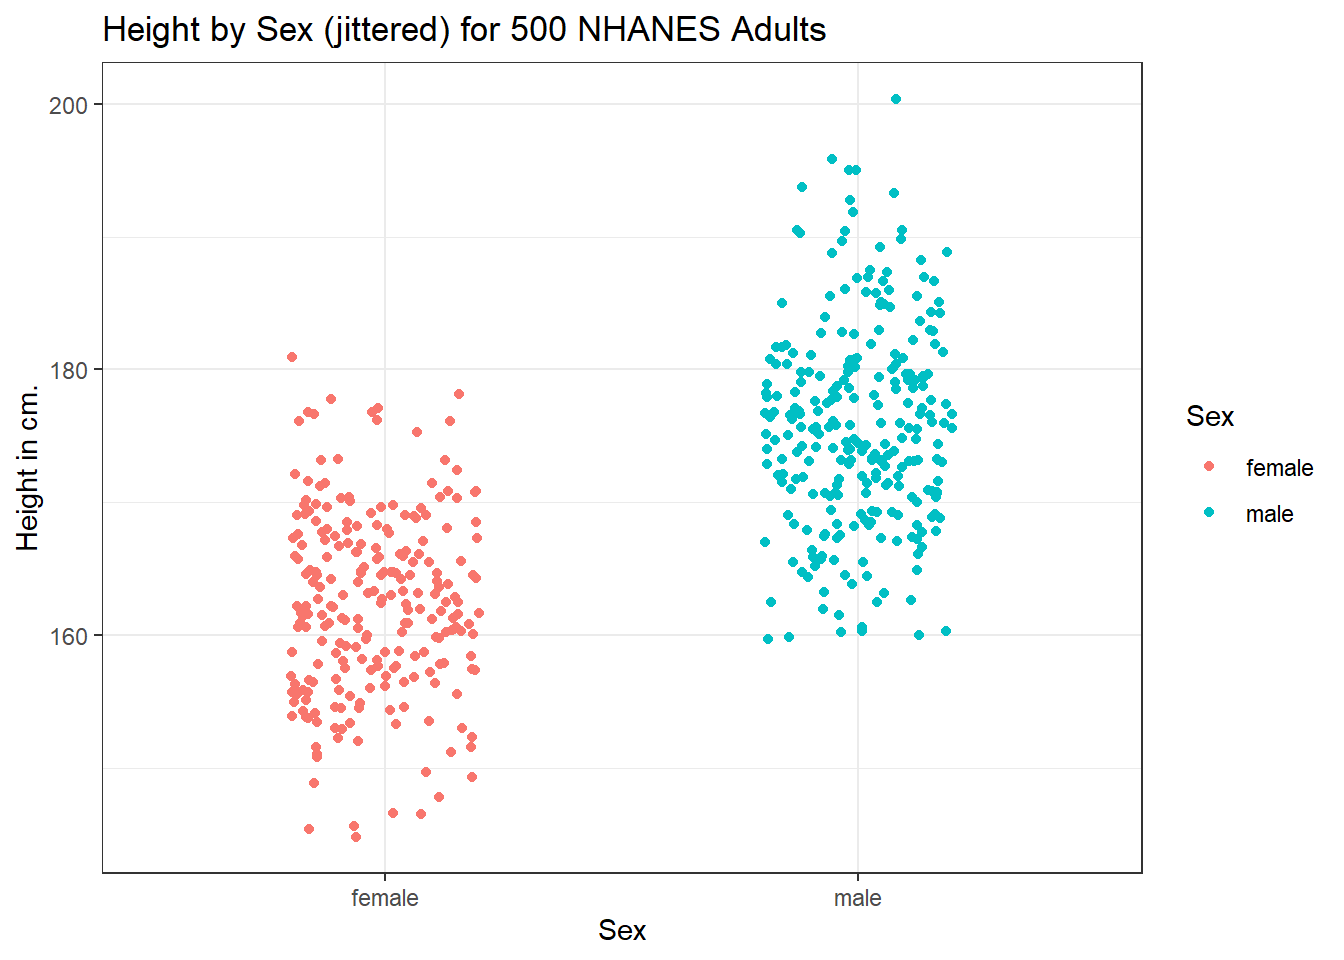 Height by Sex (jittered) for 500 NHANES Adults
200
180
160
Height in cm.
female
male
Sex
Sex
female
male